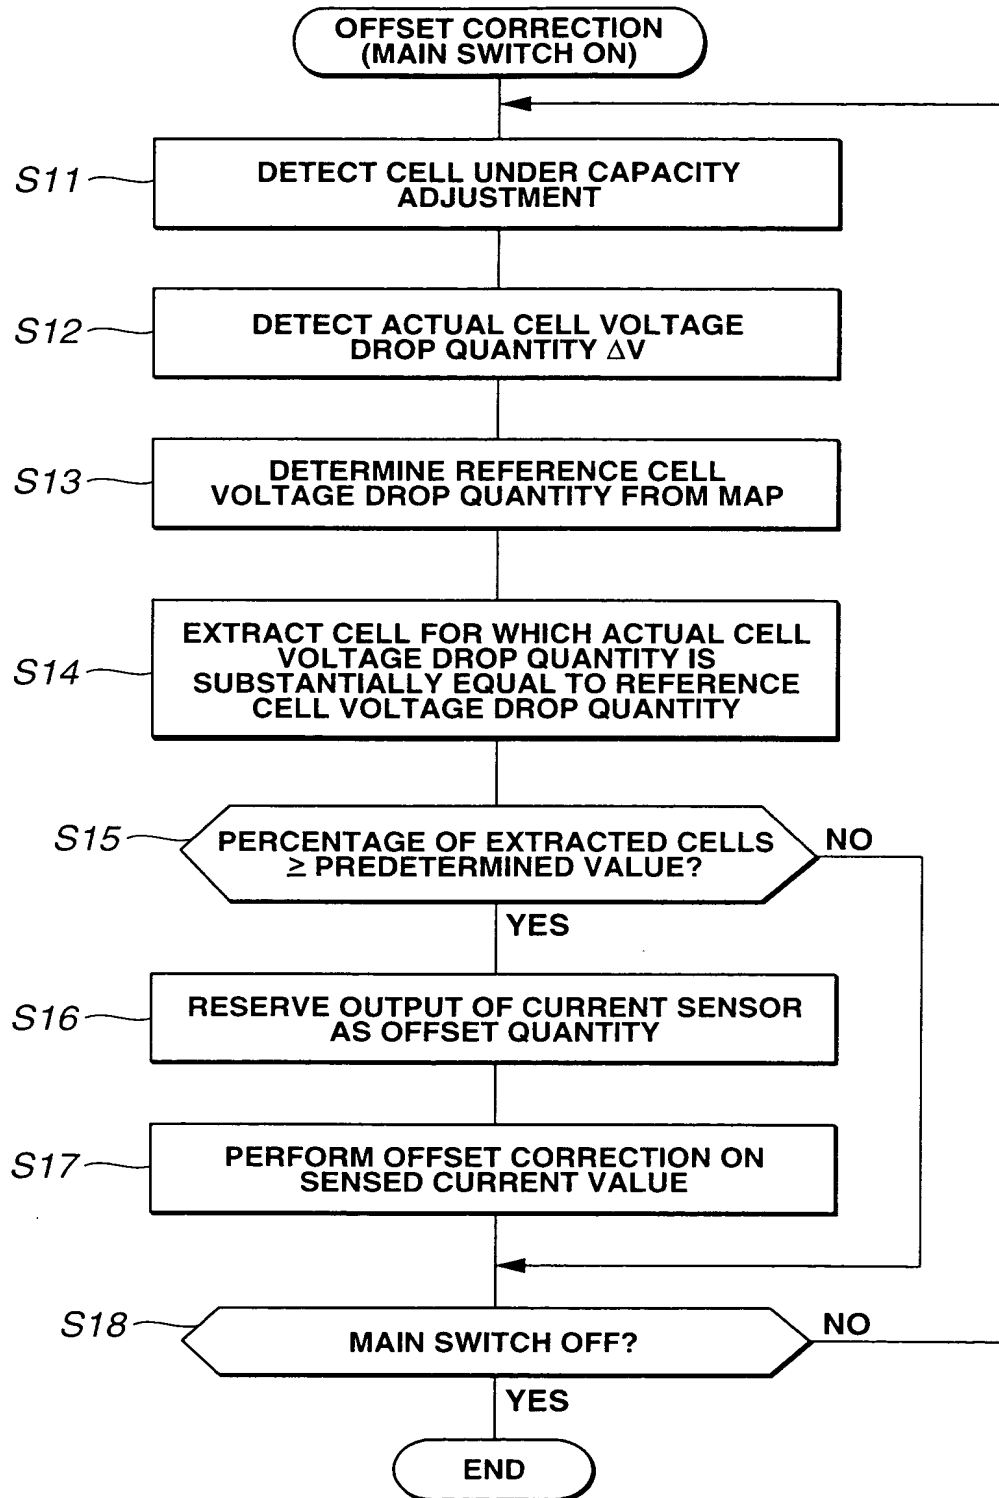 OFFSET CORRECTION
(MAIN SWITCH ON)
S11
DETECT CELL UNDER CAPACITY
ADJUSTMENT
S12
DETECT ACTUAL CELL VOLTAGE
DROP QUANTITY ΔV
S13
DETERMINE REFERENCE CELL
VOLTAGE DROP QUANTITY FROM MAP
S14
EXTRACT CELL FOR WHICH ACTUAL CELL
VOLTAGE DROP QUANTITY IS
SUBSTANTIALLY EQUAL TO REFERENCE
CELL VOLTAGE DROP QUANTITY
S15
PERCENTAGE OF EXTRACTED CELLS
≥ PREDETERMINED VALUE?
NO
YES
S16
RESERVE OUTPUT OF CURRENT SENSOR
AS OFFSET QUANTITY
S17
PERFORM OFFSET CORRECTION ON
SENSED CURRENT VALUE
S18
MAIN SWITCH OFF?
NO
YES
END